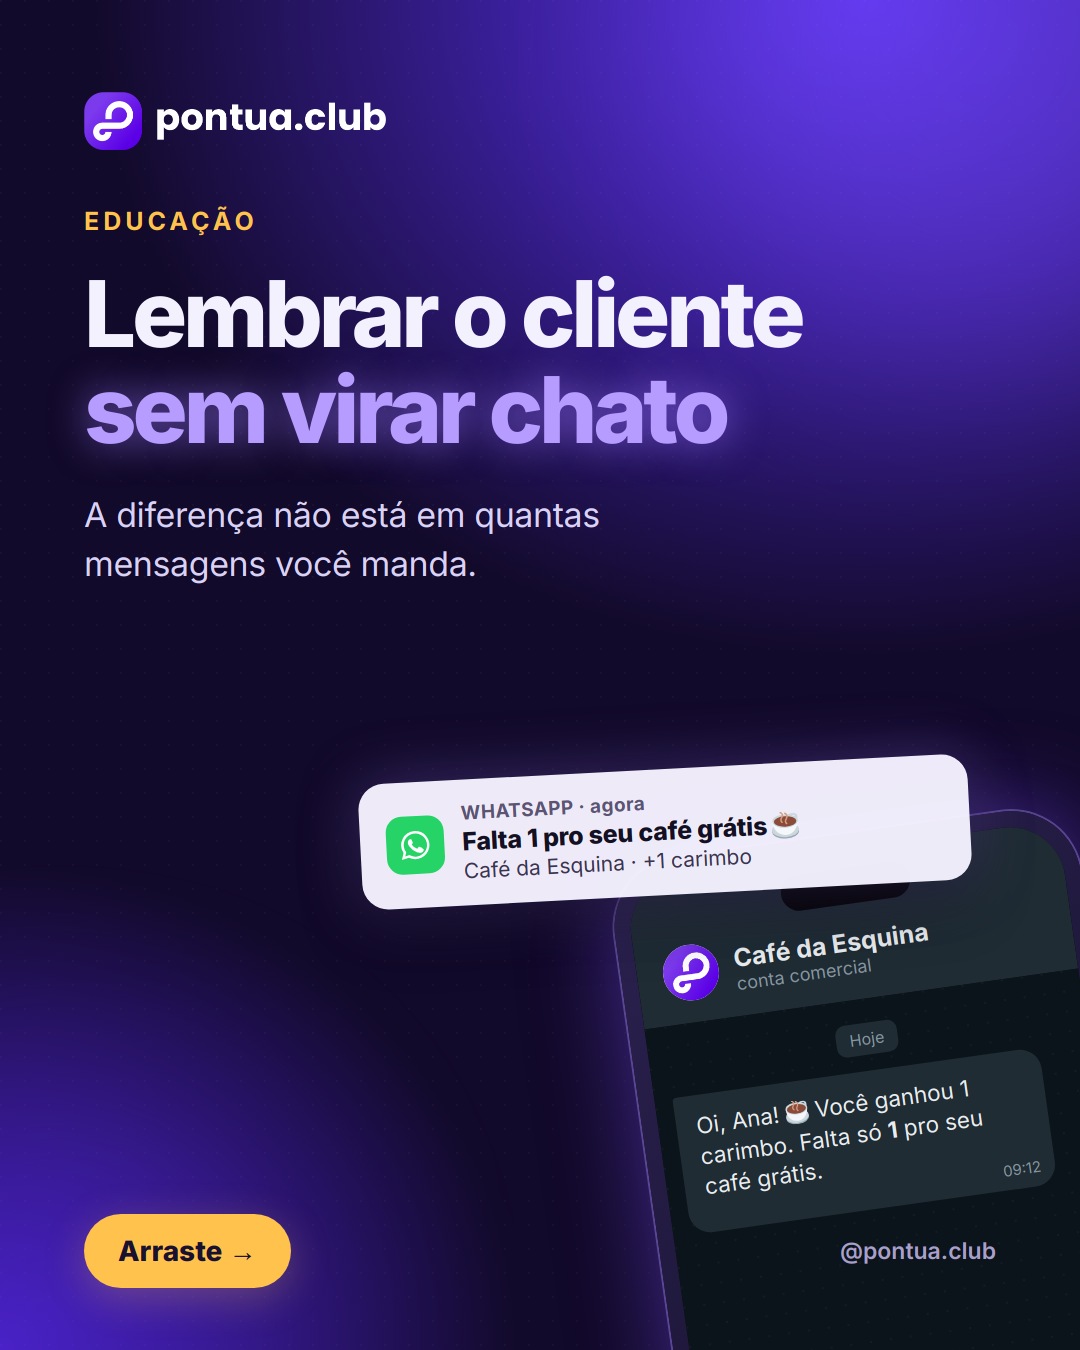 pontua.club
EDUCAÇÃO
Lembrar o cliente
sem virar chato
A diferença não está em quantas
mensagens você manda.
WHATSAPP · agora
Falta 1 pro seu café grátis ☕
Café da Esquina · +1 carimbo
Café da Esquina
conta comercial
Hoje
Oi, Ana! ☕ Você ganhou 1
carimbo. Falta só 1 pro seu
café grátis.
09:12
Arraste →
@pontua.club